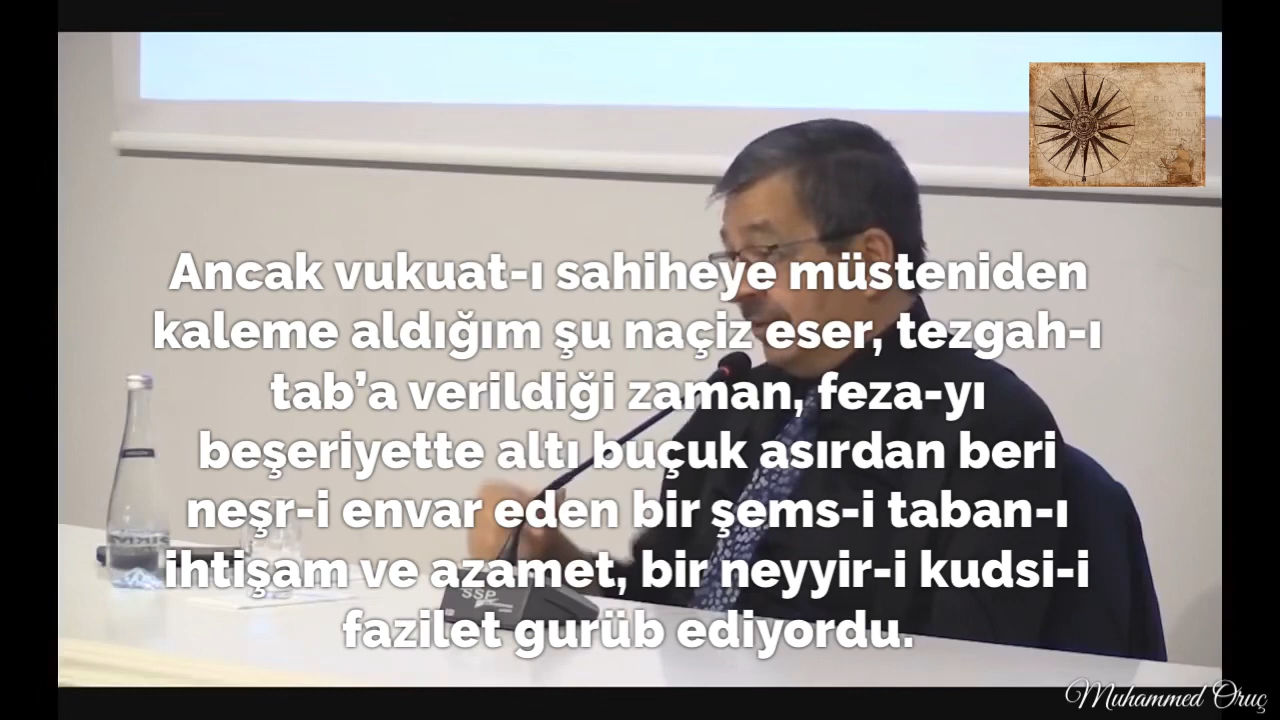 Ancak vukuat-ı sahiheye müsteniden
kaleme aldığım şu naçiz eser, tezgah-ı
tab’a verildiği zaman, feza-yı
beşeriyette altı buçuk asırdan beri
neşr-i envar eden bir şems-i taban-ı
ihtişam ve azamet, bir neyyir-i kudsi-i
fazilet gurüb ediyordu.
SSP
Muhammed Oruç